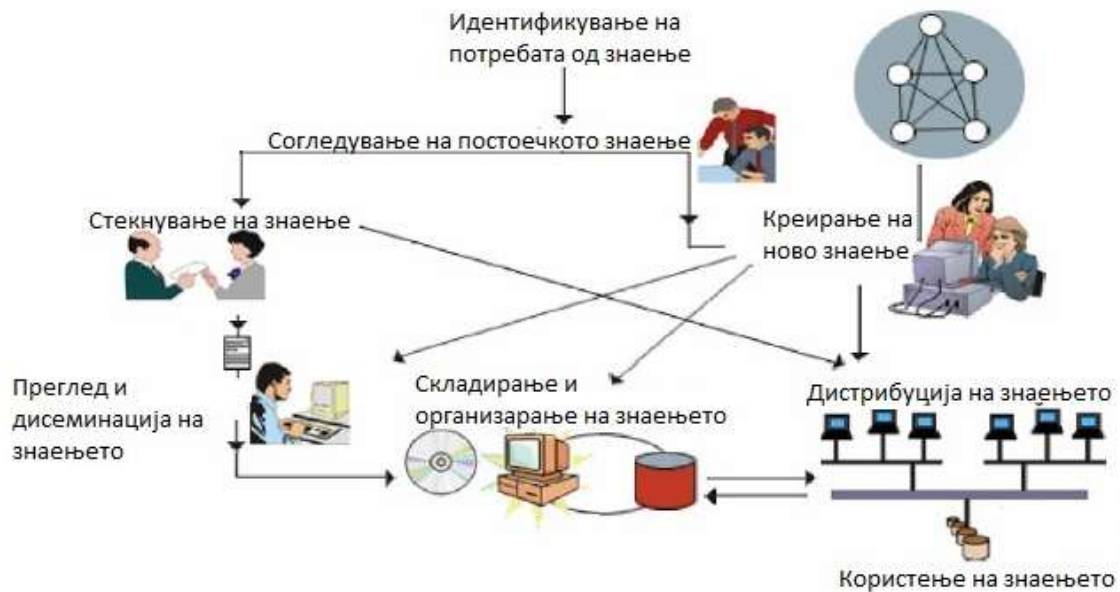 Идентификување на
потребата од знаење
Согледување на постоечкото знаење
Стекнување на знаење
Креирање на
ново знаење
Преглед и
дисеминација на
знаењето
Складирање и
организарање на знаењето
Дистрибуција на знаењето
Користење на знаењето